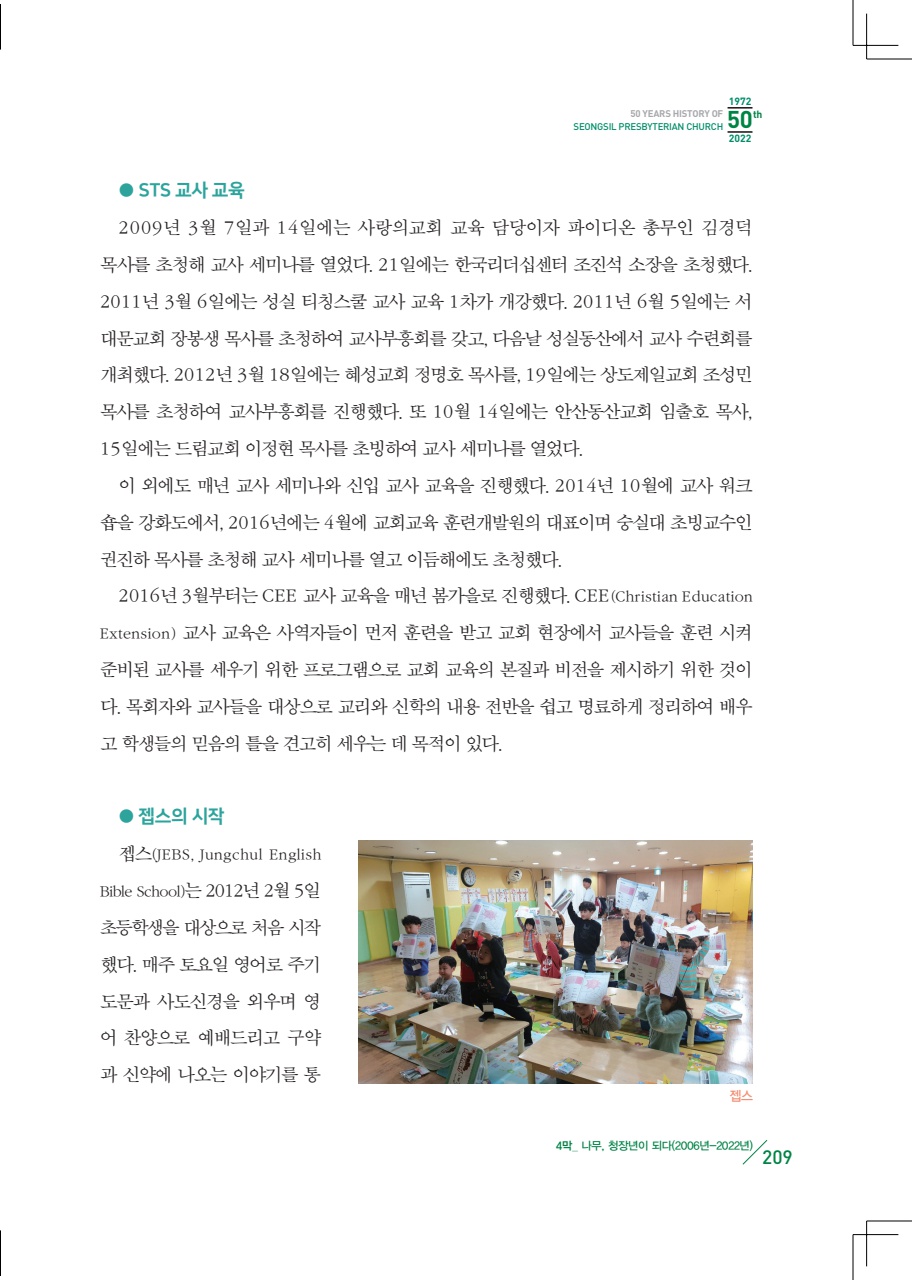 50 YEARS HISTORY OF
SEONGSIL PRESBYTERIAN CHURCH
1972
50th
2022
● STS 교사 교육
2009년 3월 7일과 14일에는 사랑의교회 교육 담당이자 파이디온 총무인 김경덕
목사를 초청해 교사 세미나를 열었다. 21일에는 한국리더십센터 조진석 소장을 초청했다.
2011년 3월 6일에는 성실 티칭스쿨 교사 교육 1차가 개강했다. 2011년 6월 5일에는 서
대문교회 장봉생 목사를 초청하여 교사부흥회를 갖고, 다음날 성실동산에서 교사 수련회를
개최했다. 2012년 3월 18일에는 혜성교회 정명호 목사를, 19일에는 상도제일교회 조성민
목사를 초청하여 교사부흥회를 진행했다. 또 10월 14일에는 안산동산교회 임출호 목사,
15일에는 드림교회 이정현 목사를 초빙하여 교사 세미나를 열었다.
이 외에도 매년 교사 세미나와 신입 교사 교육을 진행했다. 2014년 10월에 교사 워크
숍을 강화도에서, 2016년에는 4월에 교회교육 훈련개발원의 대표이며 숭실대 초빙교수인
권진하 목사를 초청해 교사 세미나를 열고 이듬해에도 초청했다.
2016년 3월부터는 CEE 교사 교육을 매년 봄가을로 진행했다. CEE(Christian Education
Extension) 교사 교육은 사역자들이 먼저 훈련을 받고 교회 현장에서 교사들을 훈련 시켜
준비된 교사를 세우기 위한 프로그램으로 교회 교육의 본질과 비전을 제시하기 위한 것이
다. 목회자와 교사들을 대상으로 교리와 신학의 내용 전반을 쉽고 명료하게 정리하여 배우
고 학생들의 믿음의 틀을 견고히 세우는 데 목적이 있다.
● 젭스의 시작
젭스(JEBS, Jungchul English
Bible School)는 2012년 2월 5일
초등학생을 대상으로 처음 시작
했다. 매주 토요일 영어로 주기
도문과 사도신경을 외우며 영
어 찬양으로 예배드리고 구약
과 신약에 나오는 이야기를 통
젭스
4막_ 나무, 청장년이 되다(2006년-2022년)
209